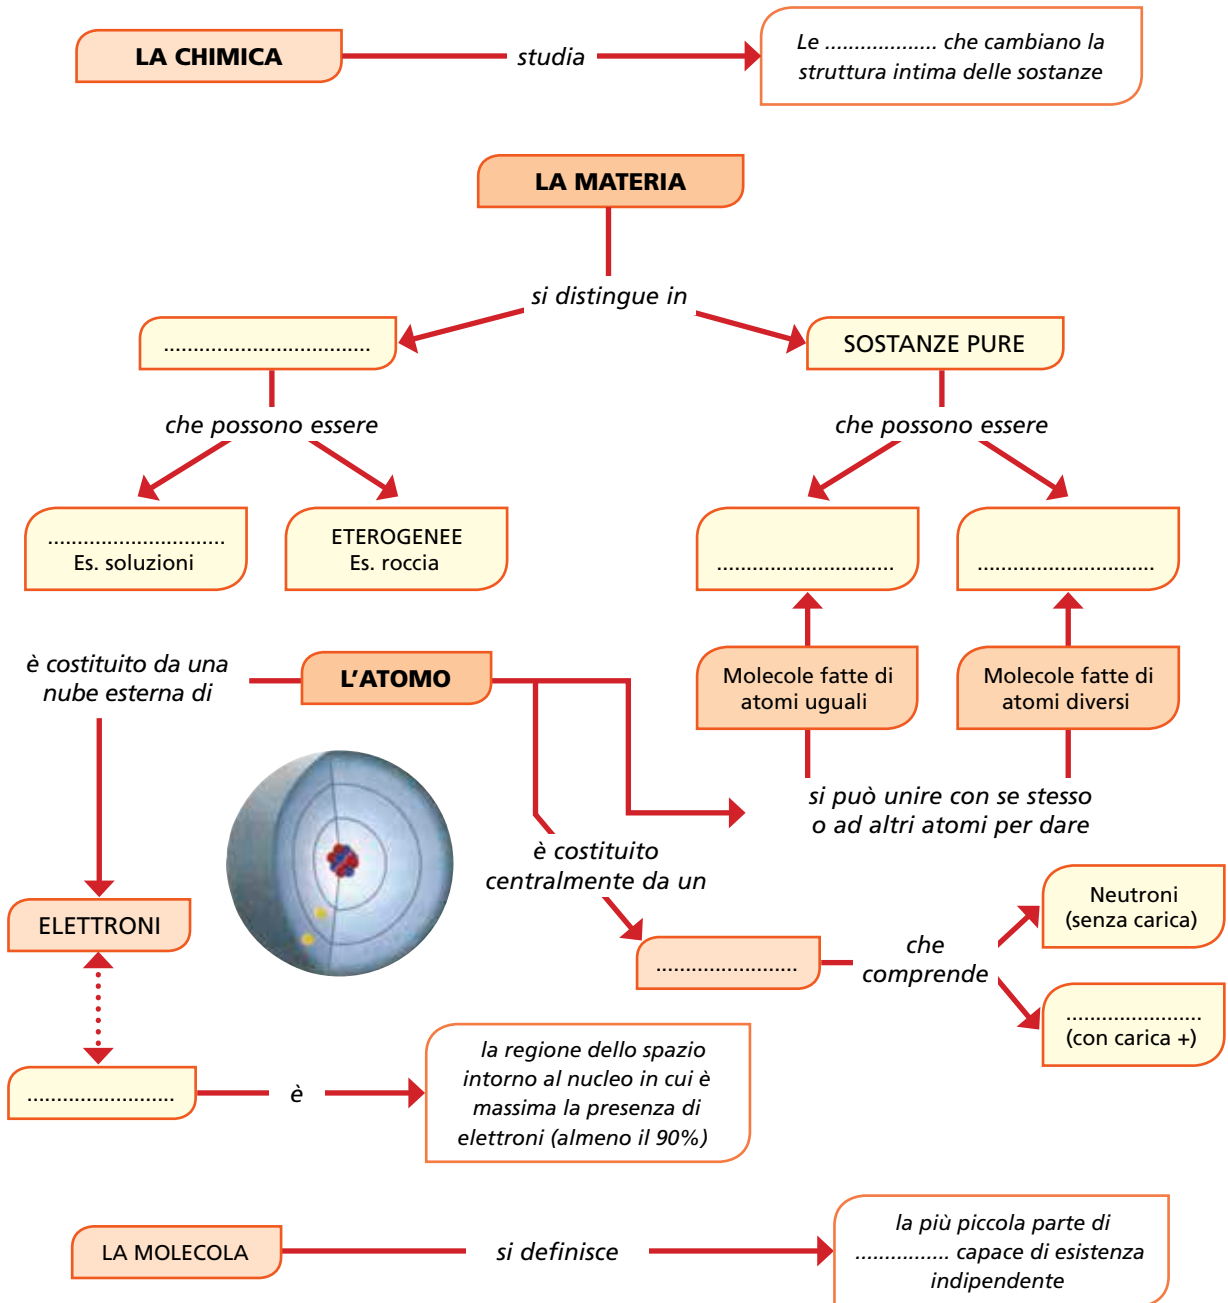 LA CHIMICA
studia
Le ................... che cambiano la
struttura intima delle sostanze
LA MATERIA
si distingue in
...................................
SOSTANZE PURE
che possono essere
che possono essere
..............................
Es. soluzioni
ETEROGENEE
Es. roccia
..............................
..............................
è costituito da una
nube esterna di
L'ATOMO
Molecole fatte di
atomi uguali
Molecole fatte di
atomi diversi
si può unire con se stesso
o ad altri atomi per dare
è costituito
centralmente da un
ELETTRONI
........................
che
comprende
Neutroni
(senza carica)
.......................
(con carica +)
.........................
è
la regione dello spazio
intorno al nucleo in cui è
massima la presenza di
elettroni (almeno il 90%)
LA MOLECOLA
si definisce
la più piccola parte di
................ capace di esistenza
indipendente